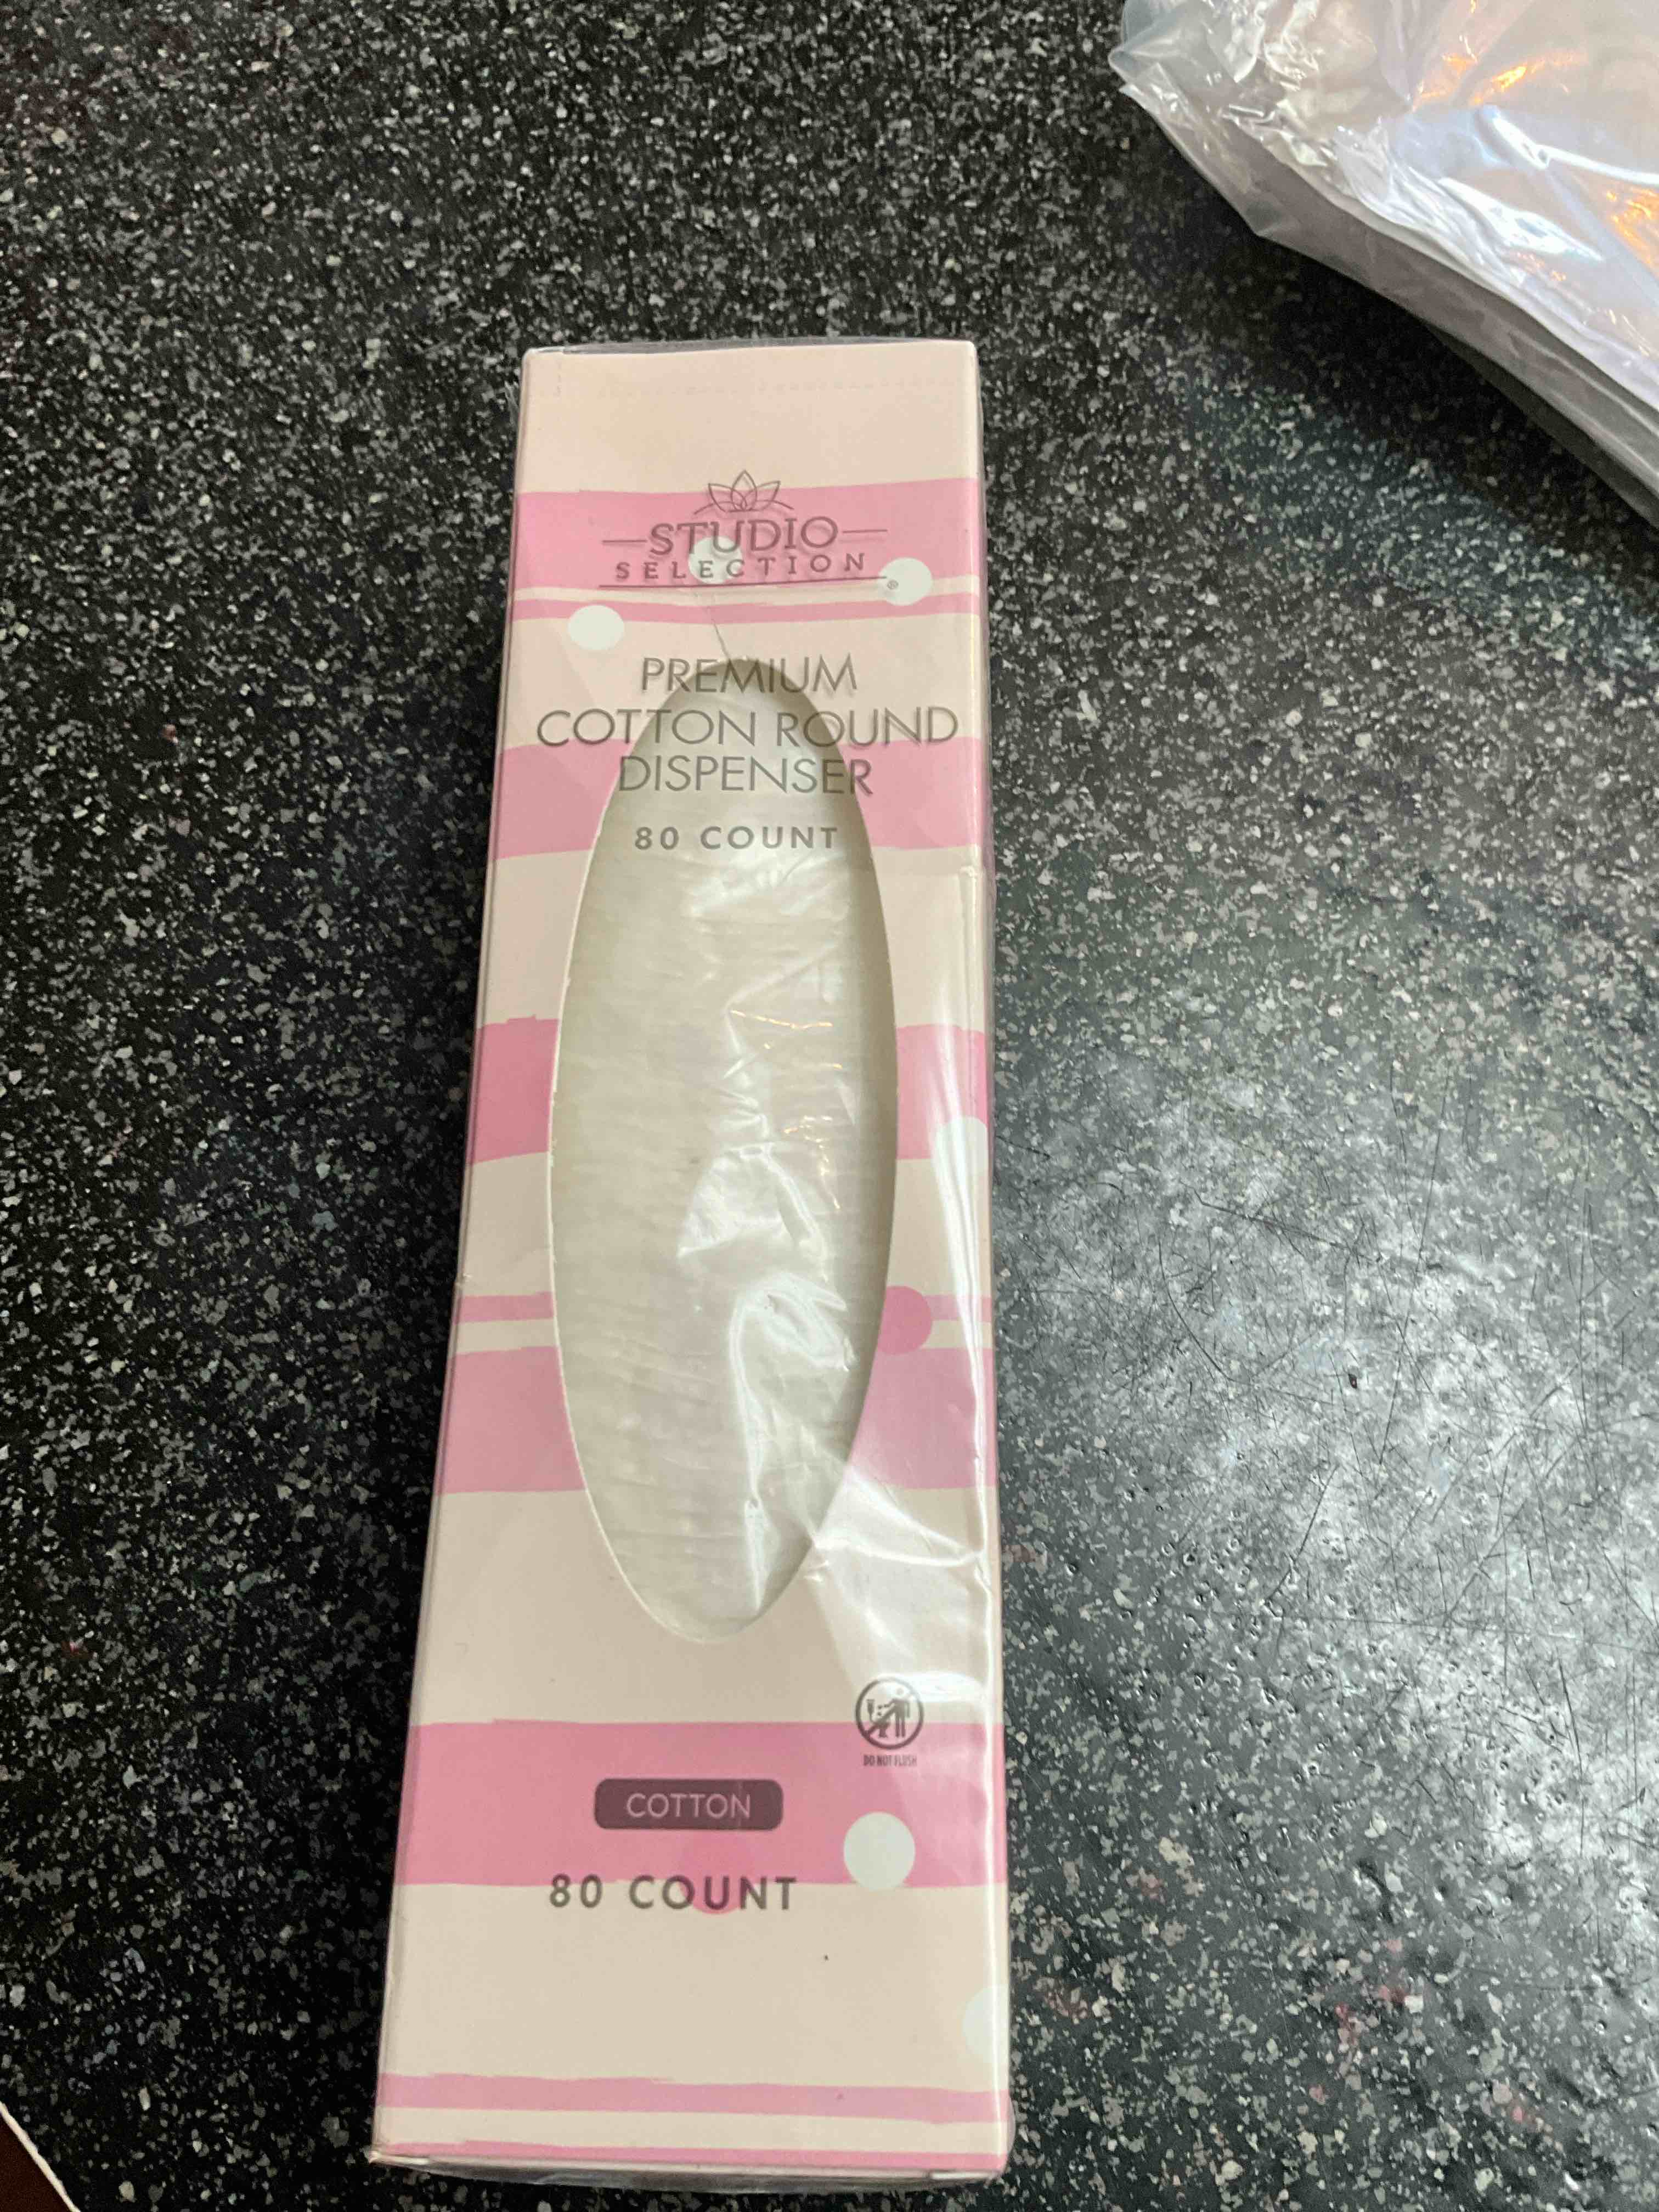 STUDIO
SELECTION ®
PREMIUM
COTTON ROUND
DISPENSER
80 COUNT
DO NOT FLUSH
COTTON
80 COUNT